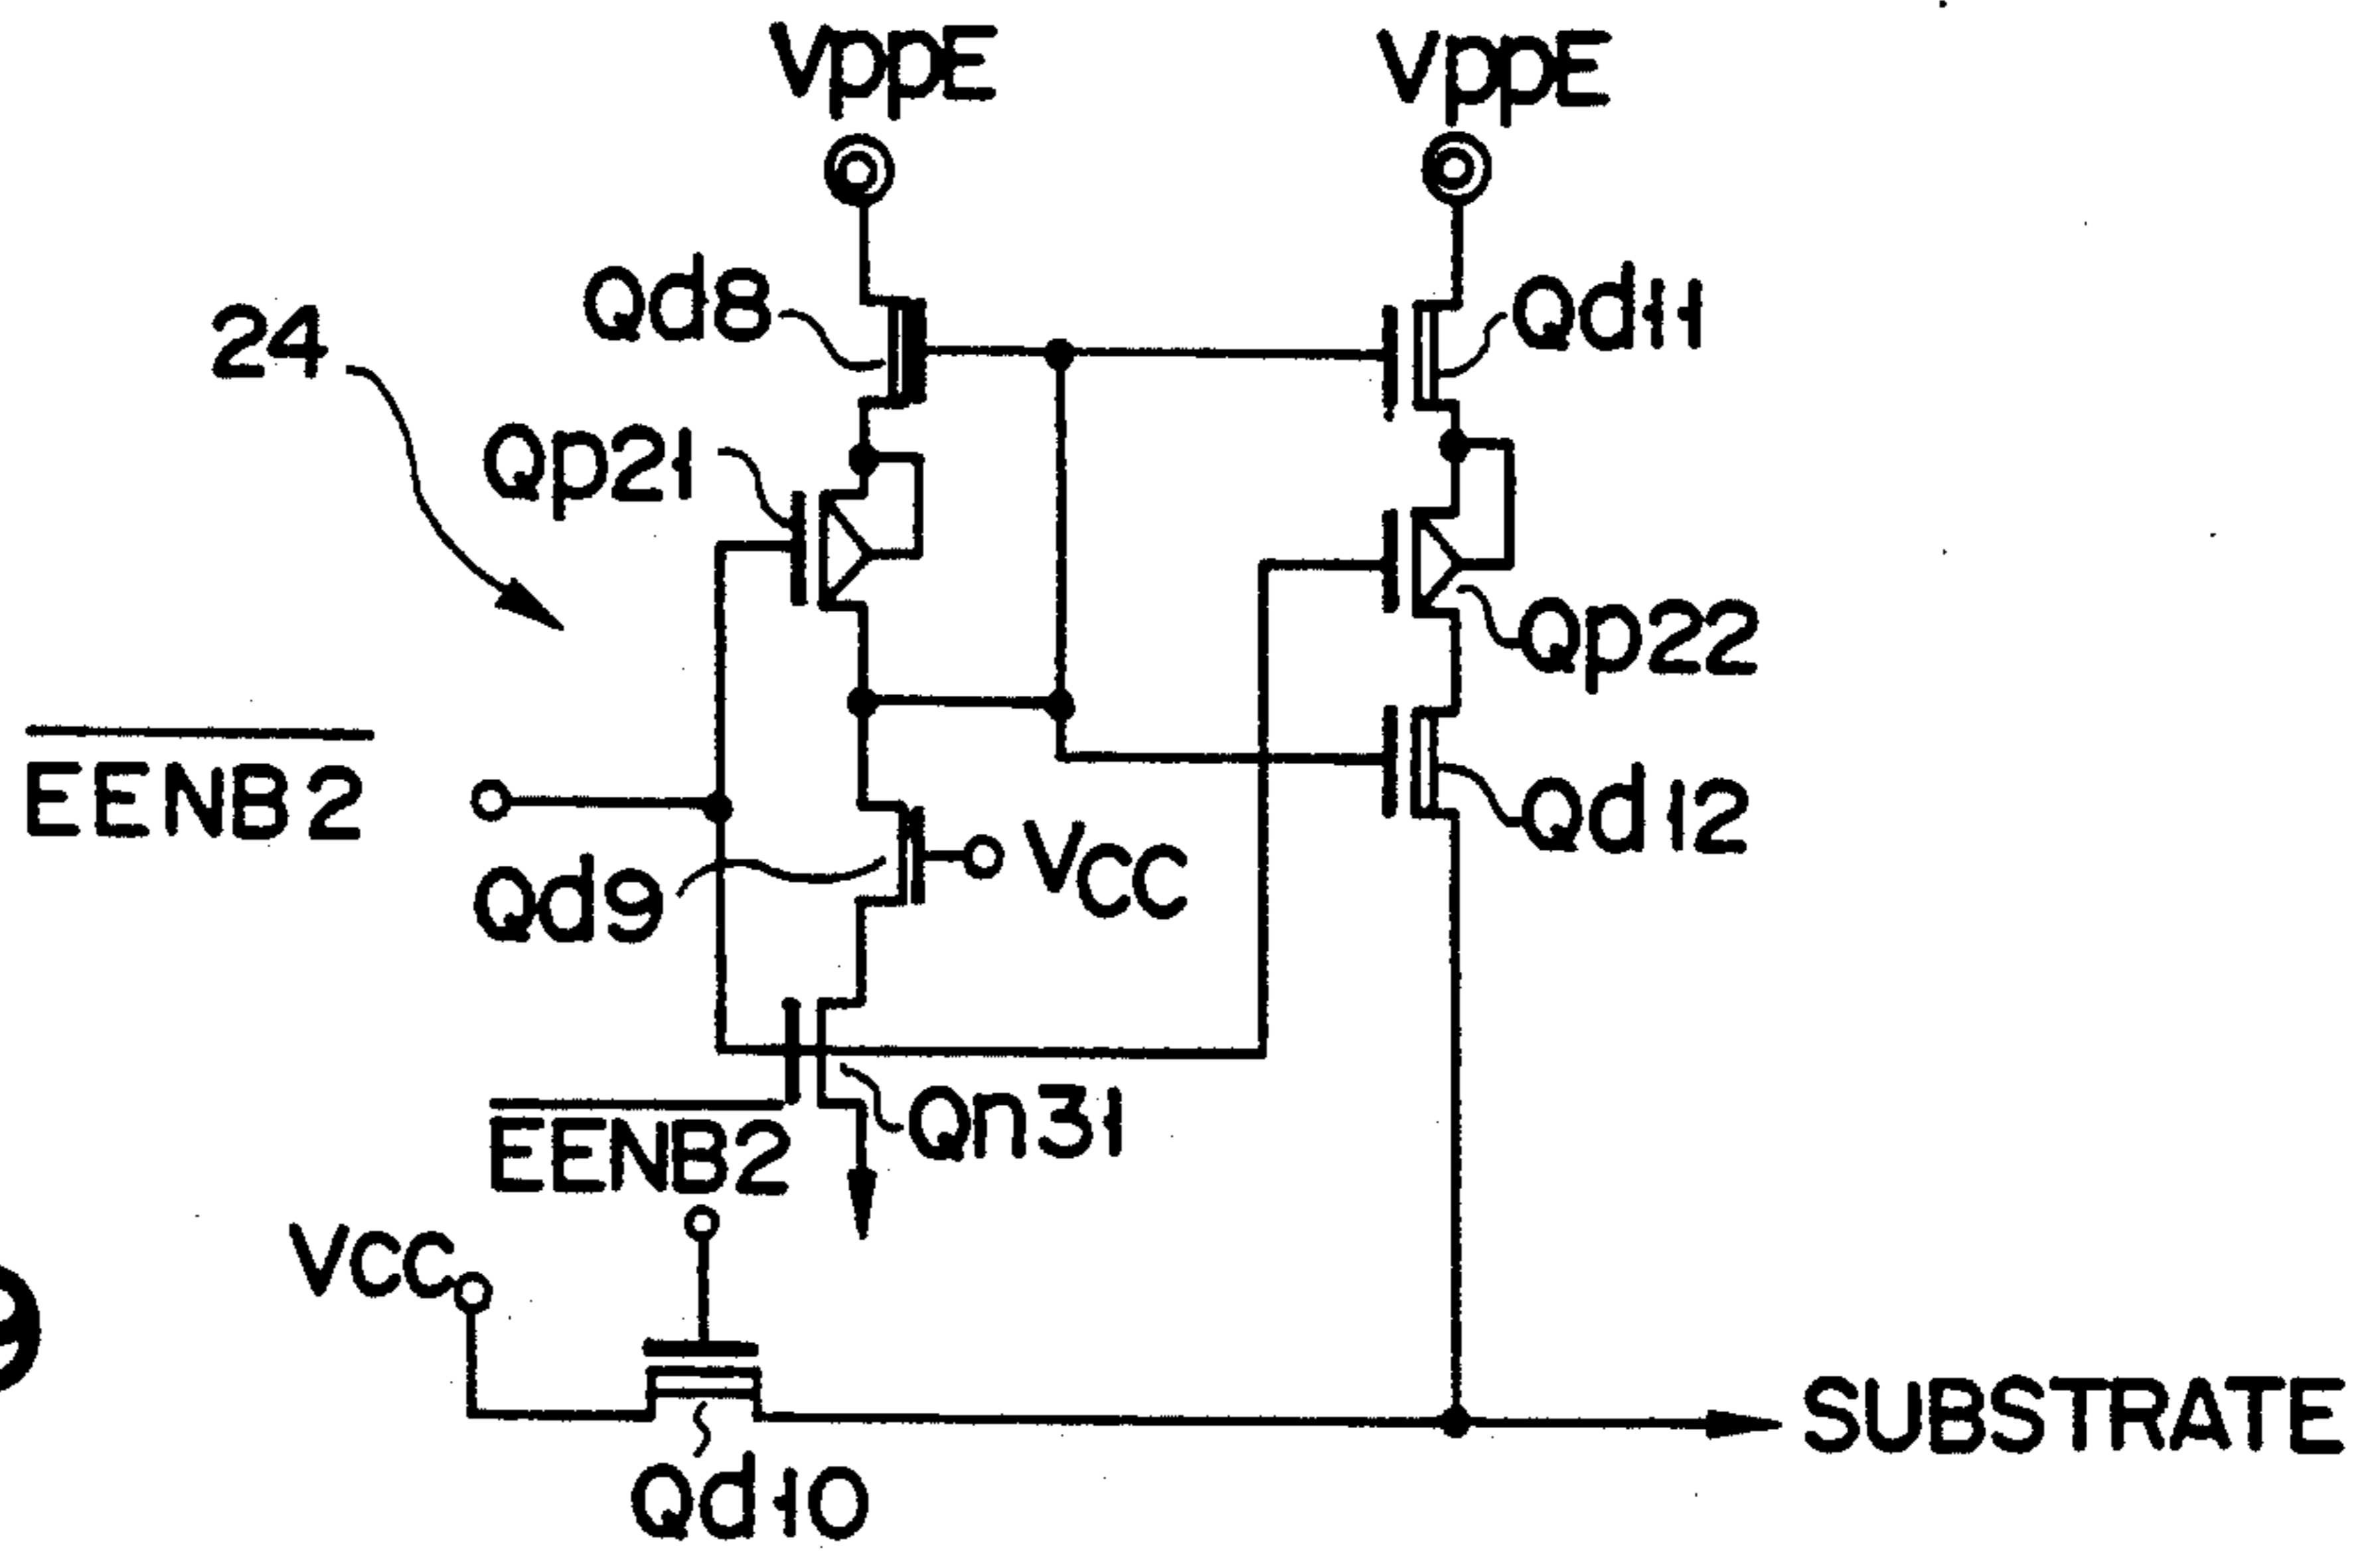 VppE VppE
Qd8 Qd11
24
Qp21
Qp22
EENB2
Qd12
Vcc
Qd9
Qn31
EENB2
Vcc
SUBSTRATE
Qd10